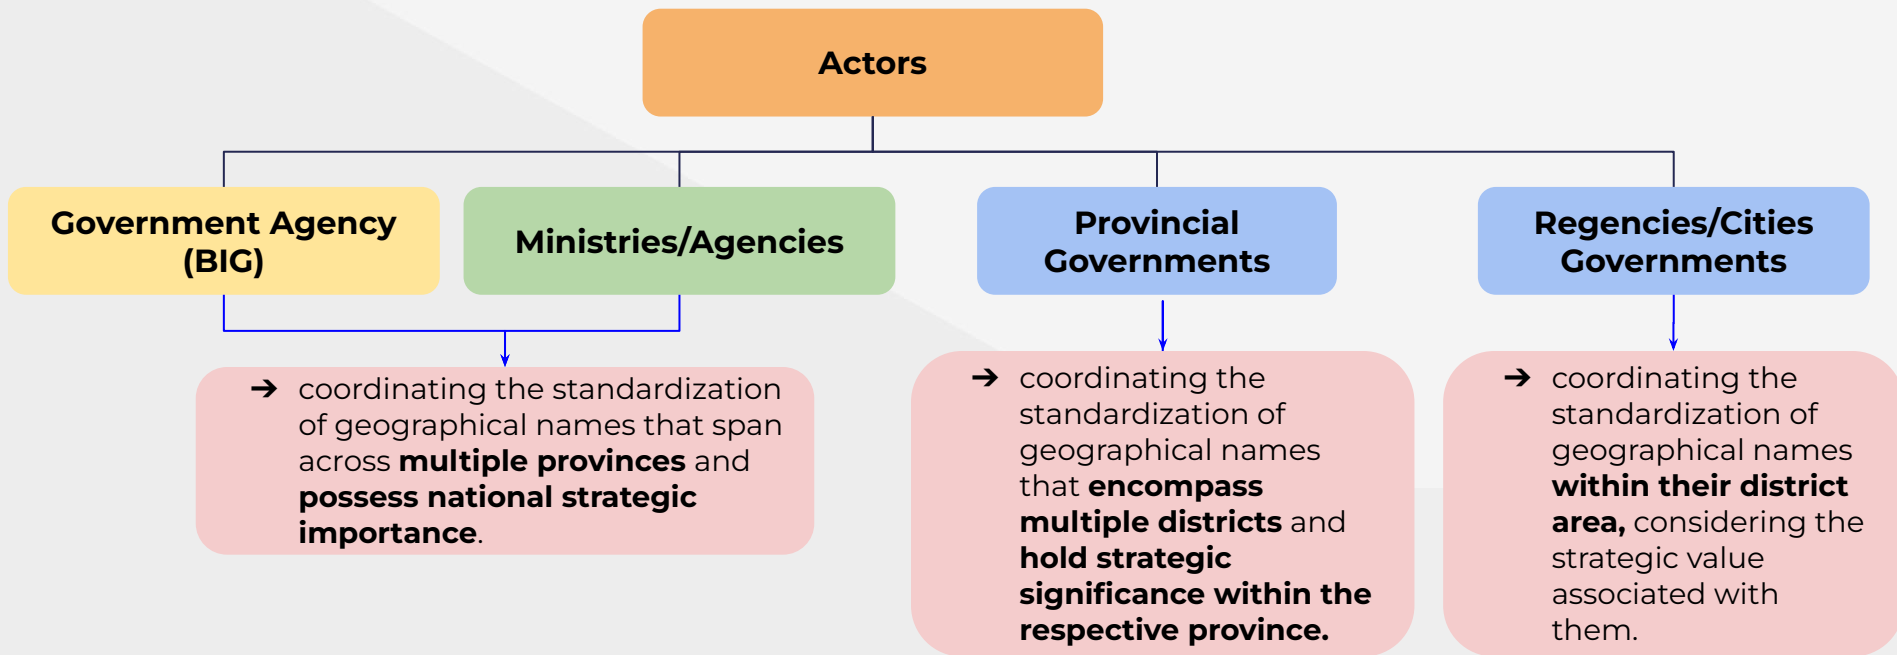 Actors
Government Agency
(BIG)
Ministries/Agencies
Provincial
Governments
Regencies/Cities
Governments
➔ coordinating the standardization
of geographical names that span
across multiple provinces and
possess national strategic
importance.
➔ coordinating the
standardization of
geographical names
that encompass
multiple districts and
hold strategic
significance within the
respective province.
➔ coordinating the
standardization of
geographical names
within their district
area, considering the
strategic value
associated with
them.